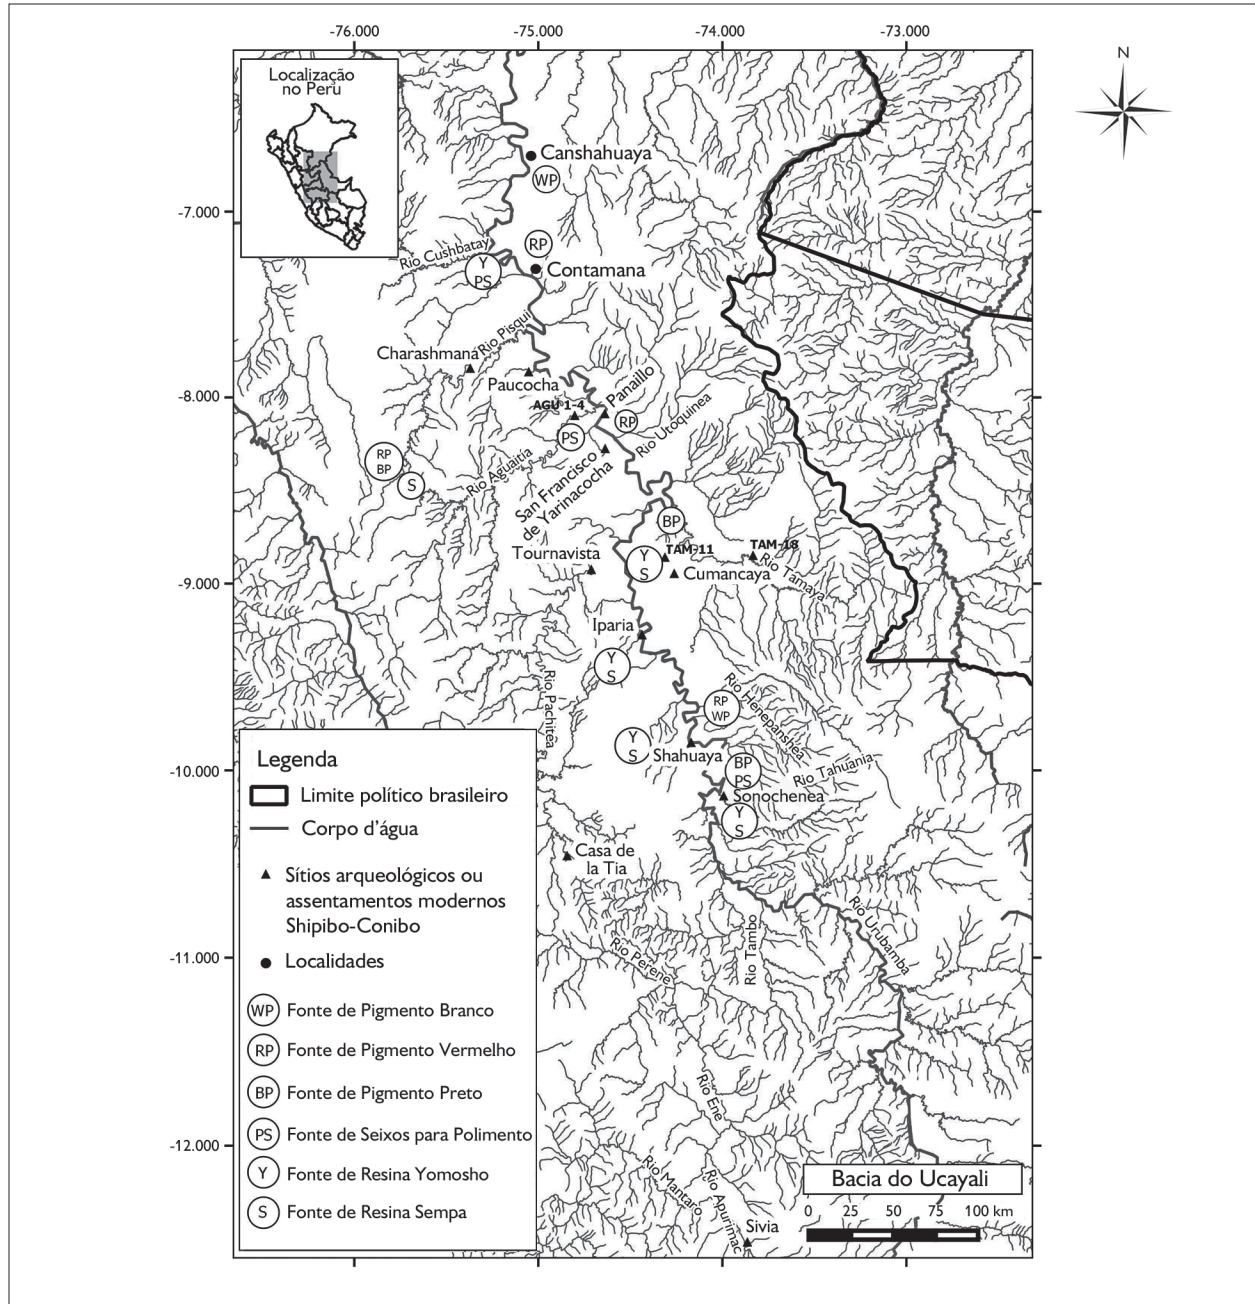 -76.000
-75.000
-74.000
-73.000
N
Localização
no Peru
Canshahuaya
WP
-7.000
RP
Rio Cushbatay
Y
PS
Contamana
Rio Pisqui
Charashmana
Paucocha
Panaillo
-8.000
AGU 1-4
RP
PS
Rio Utoquinea
RP
BP
S
Rio Aguaitia
San Francisco
de Yarinacocha
BP
Tournavista
TAM-11
TAM-18
Y
S
Cumancaya
Rio Tamaya
-9.000
Iparia
Y
S
Rio Pachitea
RP
WP
Rio Henepanshea
Y
S
Shahuaya
BP
PS
Rio Tahuania
-10.000
Sonochenea
Y
S
Casa de
la Tia
Rio Urubamba
Rio Perene
Rio Tambo
-11.000
Rio Ene
-12.000
Rio Mantaro
Rio Apurimac
Sivia
Legenda
Limite político brasileiro
Corpo d'água
Sítios arqueológicos ou
assentamentos modernos
Shipibo-Conibo
Localidades
WP Fonte de Pigmento Branco
RP Fonte de Pigmento Vermelho
BP Fonte de Pigmento Preto
PS Fonte de Seixos para Polimento
Y Fonte de Resina Yomosho
S Fonte de Resina Sempa
Bacia do Ucayali
0 25 50 75 100 km